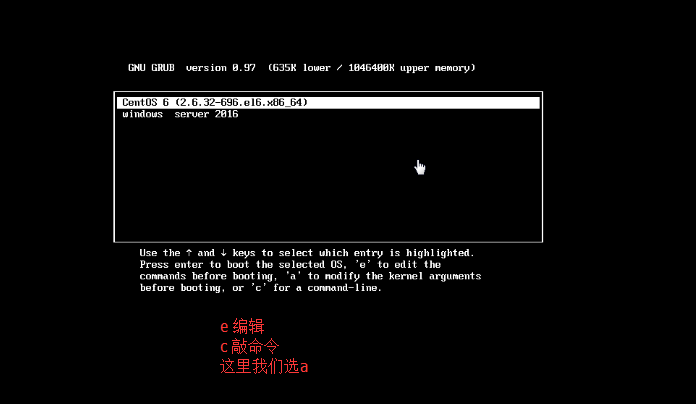 GNU GRUB  version 0.97  (635K lower / 1046400K upper memory)
CentOS 6 (2.6.32-696.el6.x86_64)
windows  server 2016
Use the ↑ and ↓ keys to select which entry is highlighted.
Press enter to boot the selected OS, 'e' to edit the
commands before booting, 'a' to modify the kernel arguments
before booting, or 'c' for a command-line.
e 编辑
c 敲命令
这里我们选a